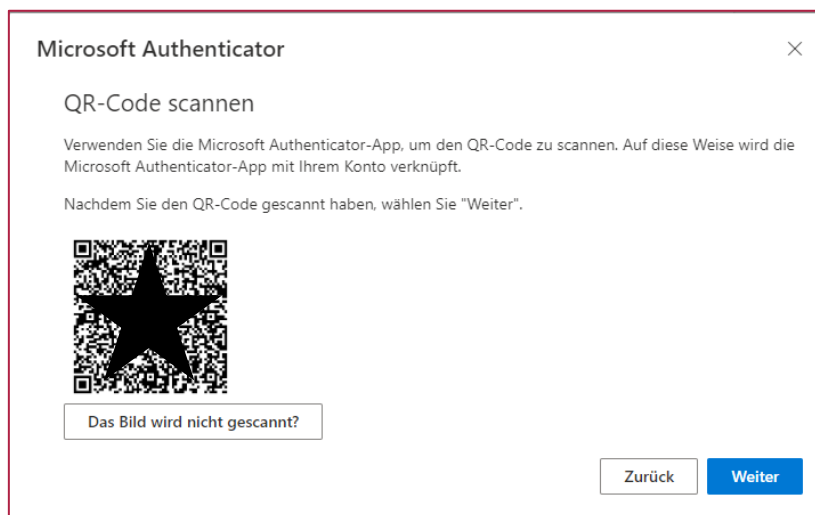 Microsoft Authenticator
QR-Code scannen
Verwenden Sie die Microsoft Authenticator-App, um den QR-Code zu scannen. Auf diese Weise wird die
Microsoft Authenticator-App mit Ihrem Konto verknüpft.
Nachdem Sie den QR-Code gescannt haben, wählen Sie "Weiter".
Das Bild wird nicht gescannt?
Zurück
Weiter